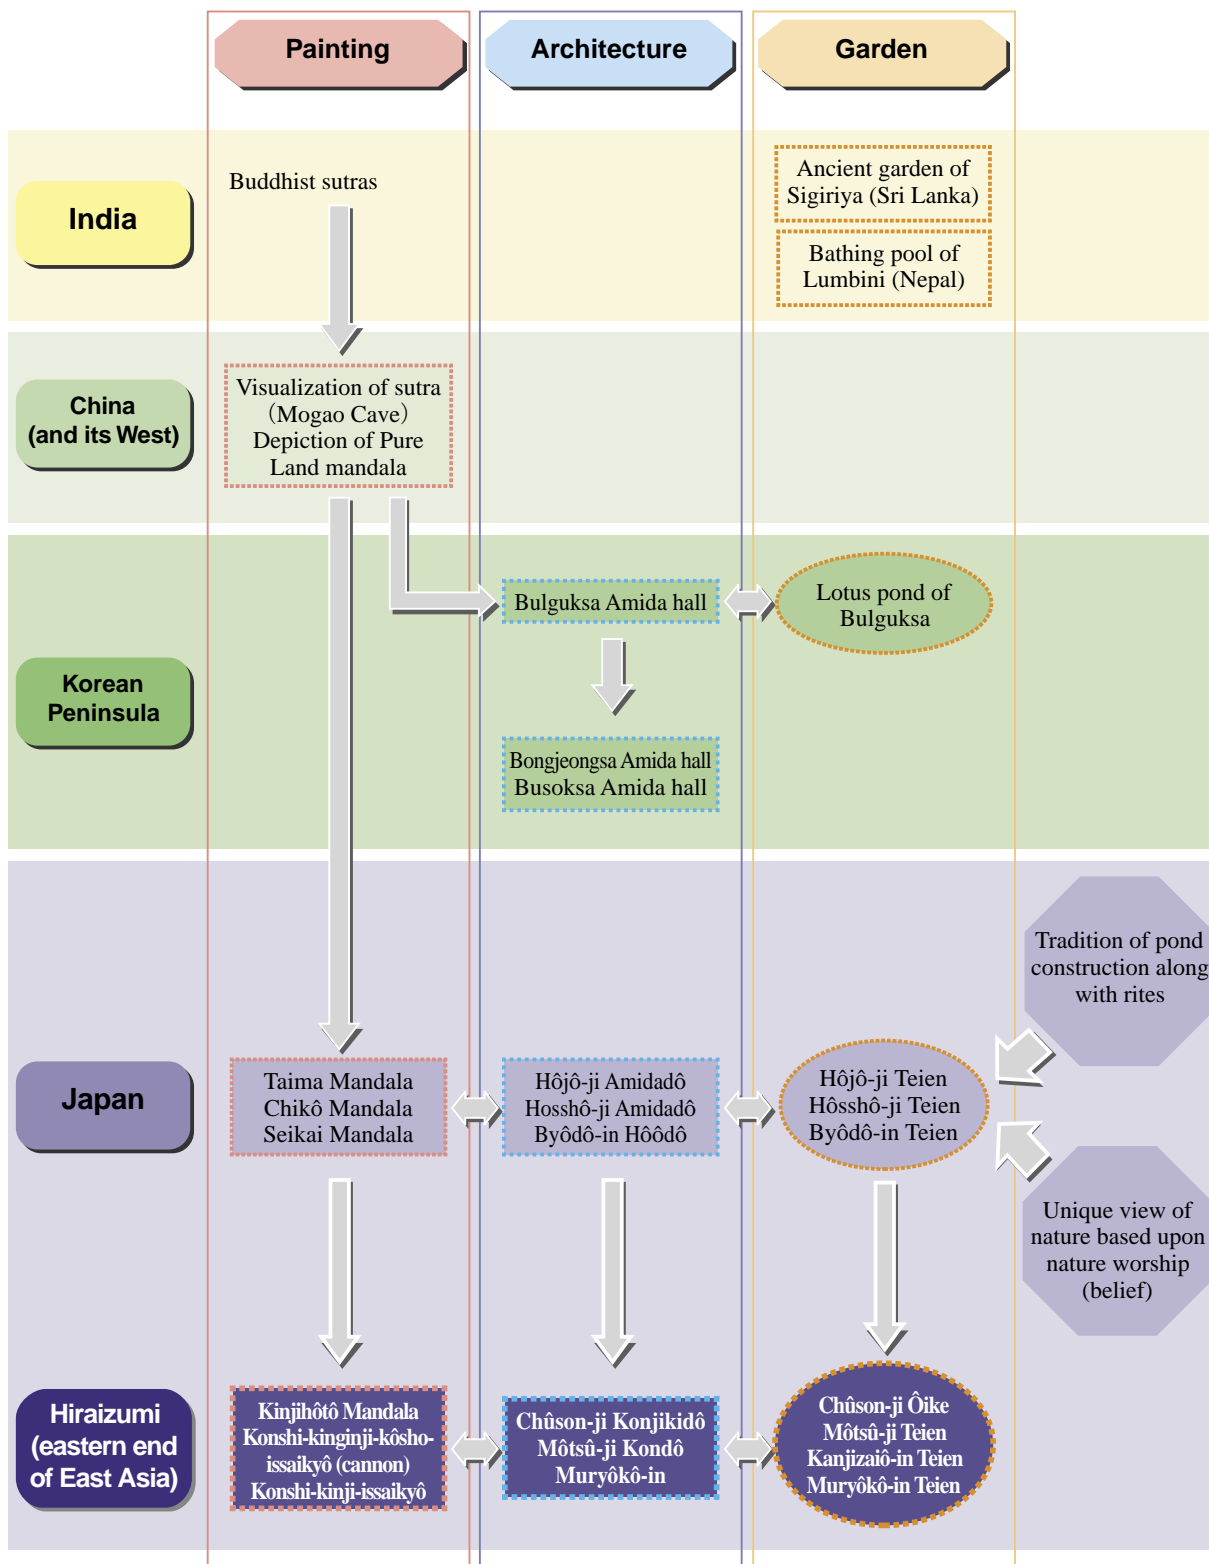 Painting
Architecture
Garden
India
Buddhist sutras
Ancient garden of
Sigiriya (Sri Lanka)
Bathing pool of
Lumbini (Nepal)
China
(and its West)
Visualization of sutra
(Mogao Cave)
Depiction of Pure
Land mandala
Korean
Peninsula
Bulguksa Amida hall
Lotus pond of
Bulguksa
Bongjeongsa Amida hall
Busoksa Amida hall
Tradition of pond
construction along
with rites
Japan
Taima Mandala
Chikô Mandala
Seikai Mandala
Hôjô-ji Amidadô
Hosshô-ji Amidadô
Byôdô-in Hôôdô
Hôjô-ji Teien
Hôsshô-ji Teien
Byôdô-in Teien
Unique view of
nature based upon
nature worship
(belief)
Hiraizumi
(eastern end
of East Asia)
Kinjihôtô Mandala
Konshi-kinginji-kôsho-
issaikyô (cannon)
Konshi-kinji-issaikyô
Chûson-ji Konjikidô
Môtsû-ji Kondô
Muryôkô-in
Chûson-ji Ôike
Môtsû-ji Teien
Kanjizaiô-in Teien
Muryôkô-in Teien